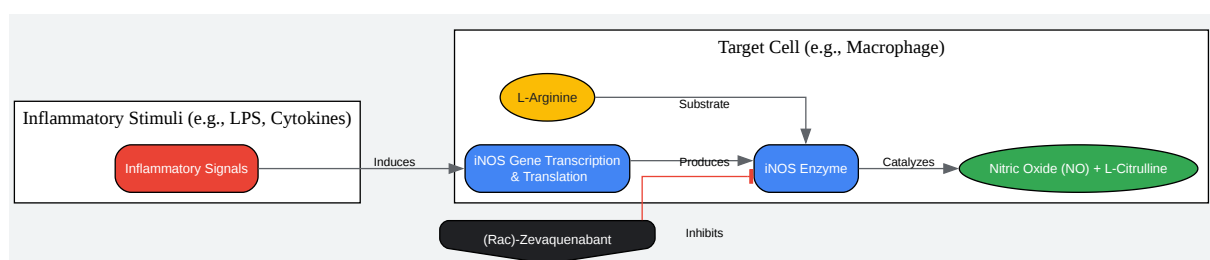 Target Cell (e.g., Macrophage)
L-Arginine
Substrate
Inflammatory Stimuli (e.g., LPS, Cytokines)
Inflammatory Signals
Induces
iNOS Gene Transcription
& Translation
Produces
iNOS Enzyme
Catalyzes
Nitric Oxide (NO) + L-Citrulline
(Rac)-Zevaquenabant
Inhibits